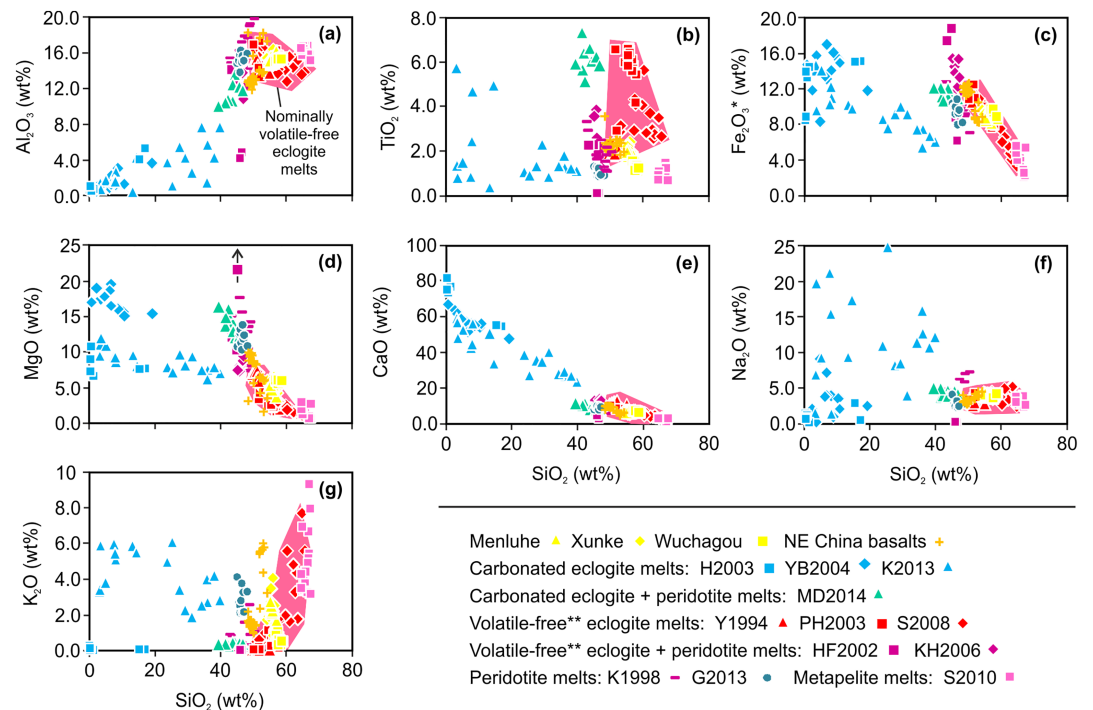 20.0
16.0
12.0
8.0
4.0
0.0
Al₂O₃ (wt%)
(a)
Nominally
volatile-free
eclogite
melts
8.0
6.0
4.0
2.0
0.0
0 20 40 60 80
TiO₂ (wt%)
(b)
20.0
16.0
12.0
8.0
4.0
0.0
Fe₂O₃* (wt%)
(c)
25
20
15
10
5.0
0.0
MgO (wt%)
(d)
100
80
60
40
20
0
CaO (wt%)
(e)
0 20 40 60 80
SiO₂ (wt%)
25
20
15
10
5.0
0.0
Na₂O (wt%)
(f)
0 20 40 60 80
SiO₂ (wt%)
10
8.0
6.0
4.0
2.0
0.0
K₂O (wt%)
(g)
0 20 40 60 80
SiO₂ (wt%)
Menluhe Xunke Wuchagou NE China basalts
Carbonated eclogite melts: H2003 YB2004 K2013
Carbonated eclogite + peridotite melts: MD2014
Volatile-free** eclogite melts: Y1994 PH2003 S2008
Volatile-free** eclogite + peridotite melts: HF2002 KH2006
Peridotite melts: K1998 G2013 Metapelite melts: S2010